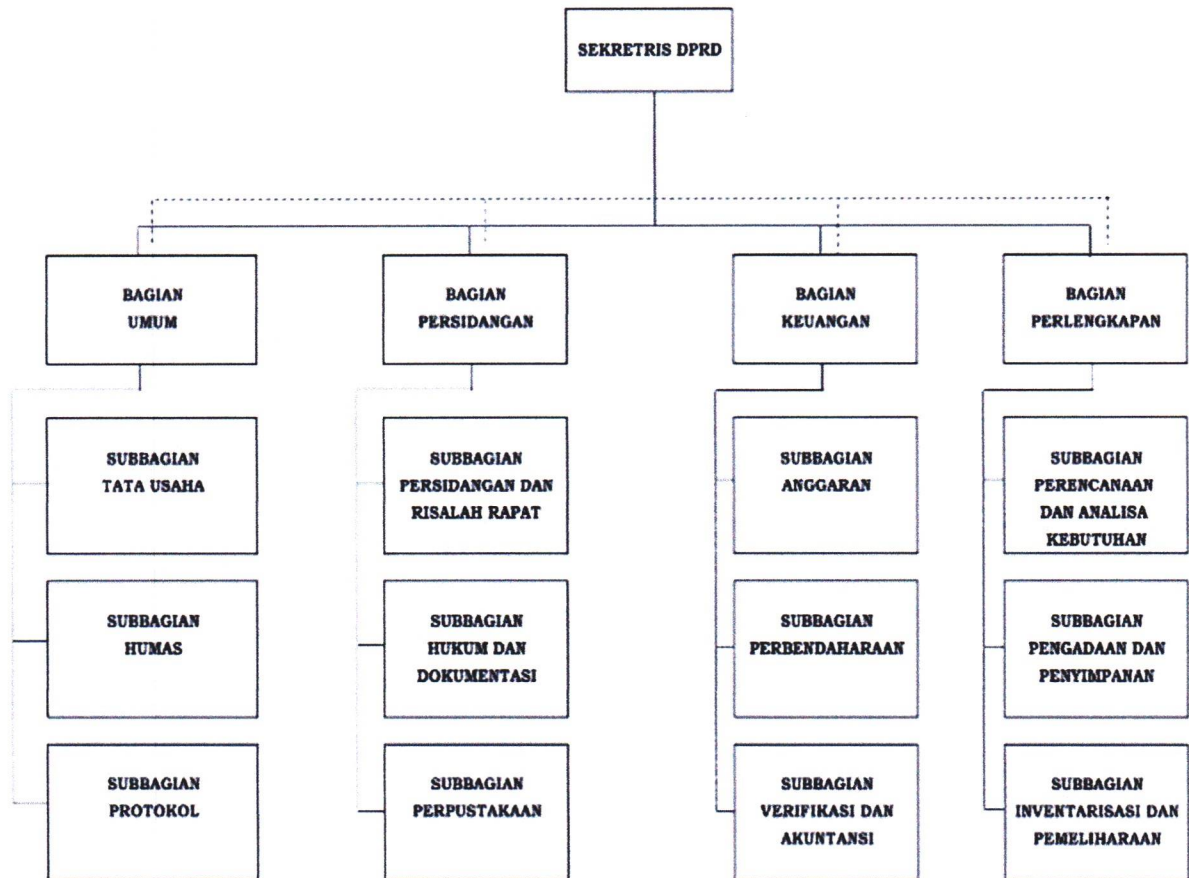 SEKRETRIS DPRD
BAGIAN
UMUM
BAGIAN
PERSIDANGAN
BAGIAN
KEUANGAN
BAGIAN
PERLENGKAPAN
SUBBAGIAN
TATA USAHA
SUBBAGIAN
PERSIDANGAN DAN
RISALAH RAPAT
SUBBAGIAN
ANGGARAN
SUBBAGIAN
PERENCANAAN
DAN ANALISA
KEBUTUHAN
SUBBAGIAN
HUMAS
SUBBAGIAN
HUKUM DAN
DOKUMENTASI
SUBBAGIAN
PERBENDAHARAAN
SUBBAGIAN
PENGADAAN DAN
PENYIMPANAN
SUBBAGIAN
PROTOKOL
SUBBAGIAN
PERPUSTAKAAN
SUBBAGIAN
VERIFIKASI DAN
AKUNTANSI
SUBBAGIAN
INVENTARISASI DAN
PEMELIHARAAN